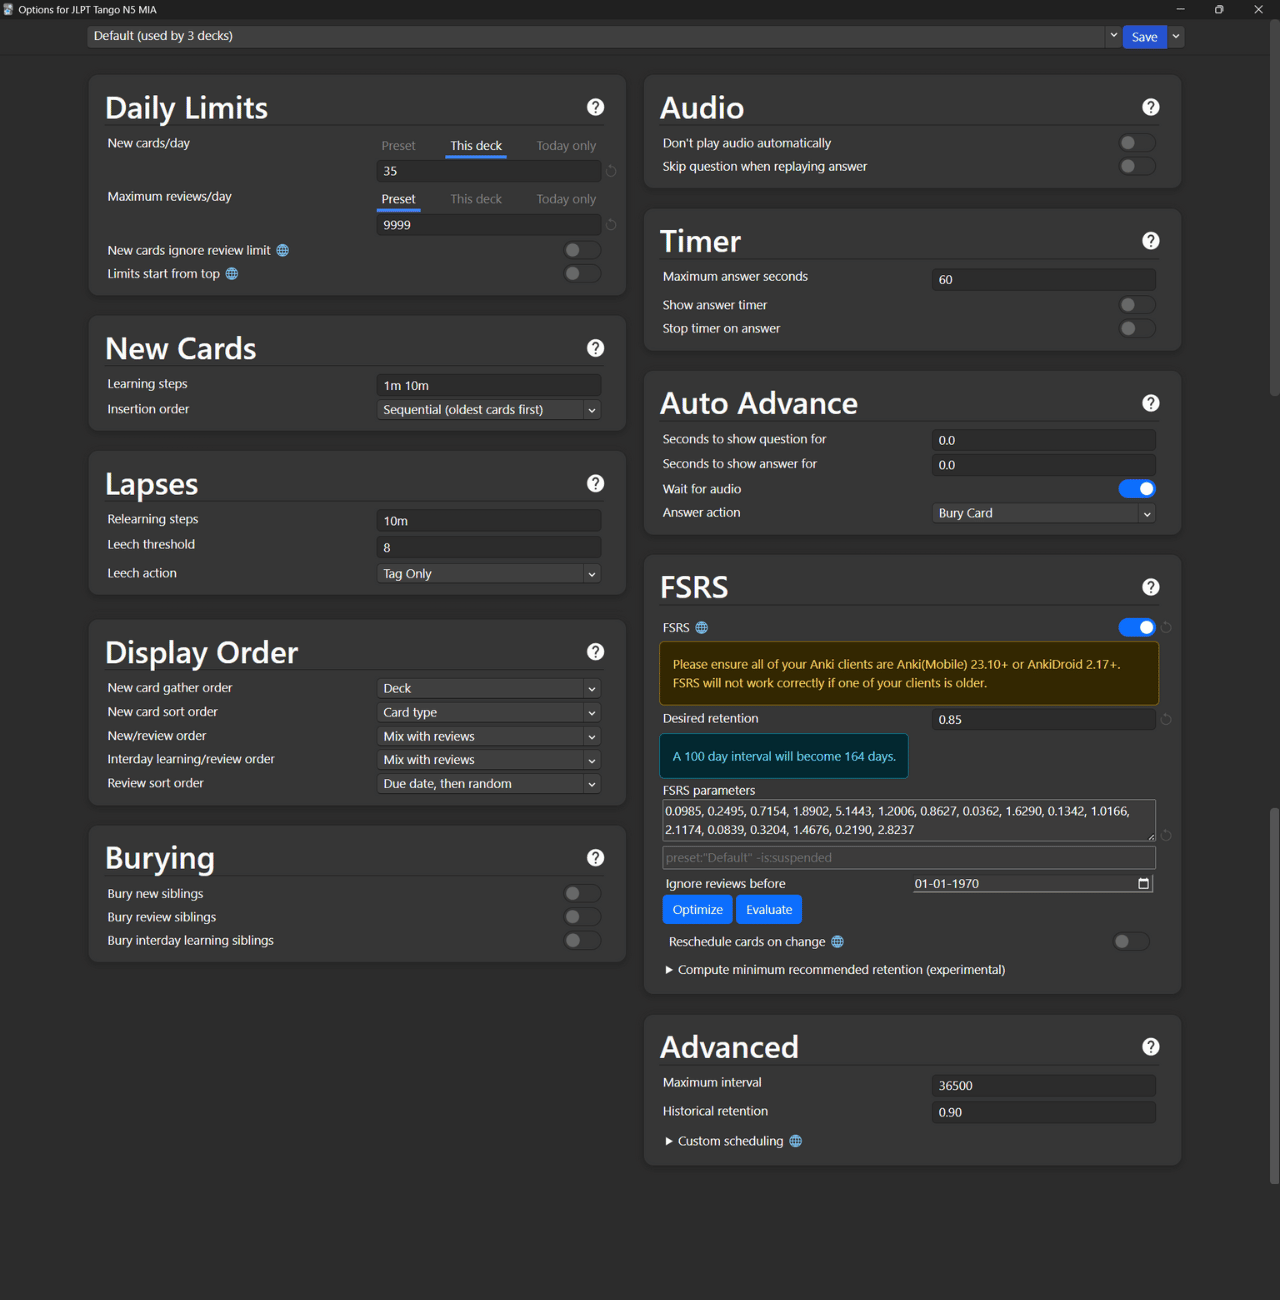 Options for JLPT Tango N5 MIA
Default (used by 3 decks)
Save
Daily Limits
New cards/day
Preset
This deck
Today only
35
Maximum reviews/day
Preset
This deck
Today only
9999
New cards ignore review limit
Limits start from top
New Cards
Learning steps
1m 10m
Insertion order
Sequential (oldest cards first)
Lapses
Relearning steps
10m
Leech threshold
8
Leech action
Tag Only
Display Order
New card gather order
Deck
New card sort order
Card type
New/review order
Mix with reviews
Interday learning/review order
Mix with reviews
Review sort order
Due date, then random
Burying
Bury new siblings
Bury review siblings
Bury interday learning siblings
Audio
Don't play audio automatically
Skip question when replaying answer
Timer
Maximum answer seconds
60
Show answer timer
Stop timer on answer
Auto Advance
Seconds to show question for
0.0
Seconds to show answer for
0.0
Wait for audio
Answer action
Bury Card
FSRS
FSRS
Please ensure all of your Anki clients are Anki(Mobile) 23.10+ or AnkiDroid 2.17+.
FSRS will not work correctly if one of your clients is older.
Desired retention
0.85
A 100 day interval will become 164 days.
FSRS parameters
0.0985, 0.2495, 0.7154, 1.8902, 5.1443, 1.2006, 0.8627, 0.0362, 1.6290, 0.1342, 1.0166,
2.1174, 0.0839, 0.3204, 1.4676, 0.2190, 2.8237
preset:"Default" -is:suspended
Ignore reviews before
01-01-1970
Optimize
Evaluate
Reschedule cards on change
Compute minimum recommended retention (experimental)
Advanced
Maximum interval
36500
Historical retention
0.90
Custom scheduling